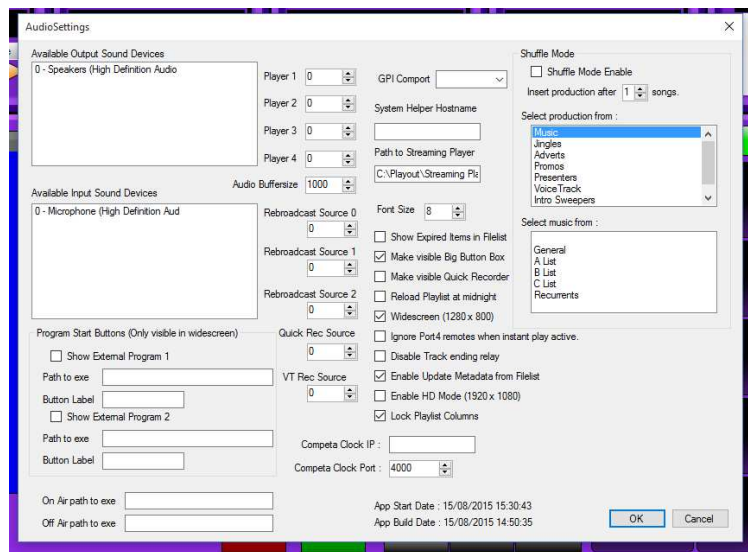 AudioSettings
Available Output Sound Devices
0 - Speakers (High Definition Audio
Player 1 0
Player 2 0
Player 3 0
Player 4 0
Audio Buffersize 1000
Available Input Sound Devices
0 - Microphone (High Definition Aud
Rebroadcast Source 0
0
Rebroadcast Source 1
0
Rebroadcast Source 2
0
Program Start Buttons (Only visible in widescreen)
Show External Program 1
Path to exe
Button Label
Show External Program 2
Path to exe
Button Label
Quick Rec Source
0
VT Rec Source
0
On Air path to exe
Off Air path to exe
GPI Comport
System Helper Hostname
Path to Streaming Player
C:\Playout\Streaming Pla
Font Size 8
Show Expired Items in Filelist
Make visible Big Button Box
Make visible Quick Recorder
Reload Playlist at midnight
Widescreen (1280 x 800)
Ignore Port4 remotes when instant play active.
Disable Track ending relay
Enable Update Metadata from Filelist
Enable HD Mode (1920 x 1080)
Lock Playlist Columns
Competa Clock IP :
Competa Clock Port : 4000
App Start Date : 15/08/2015 15:30:43
App Build Date : 15/08/2015 14:50:35
Shuffle Mode
Shuffle Mode Enable
Insert production after 1 songs.
Select production from :
Music
Jingles
Adverts
Promos
Presenters
VoiceTrack
Intro Sweepers
Select music from :
General
A List
B List
C List
Recurrents
OK
Cancel